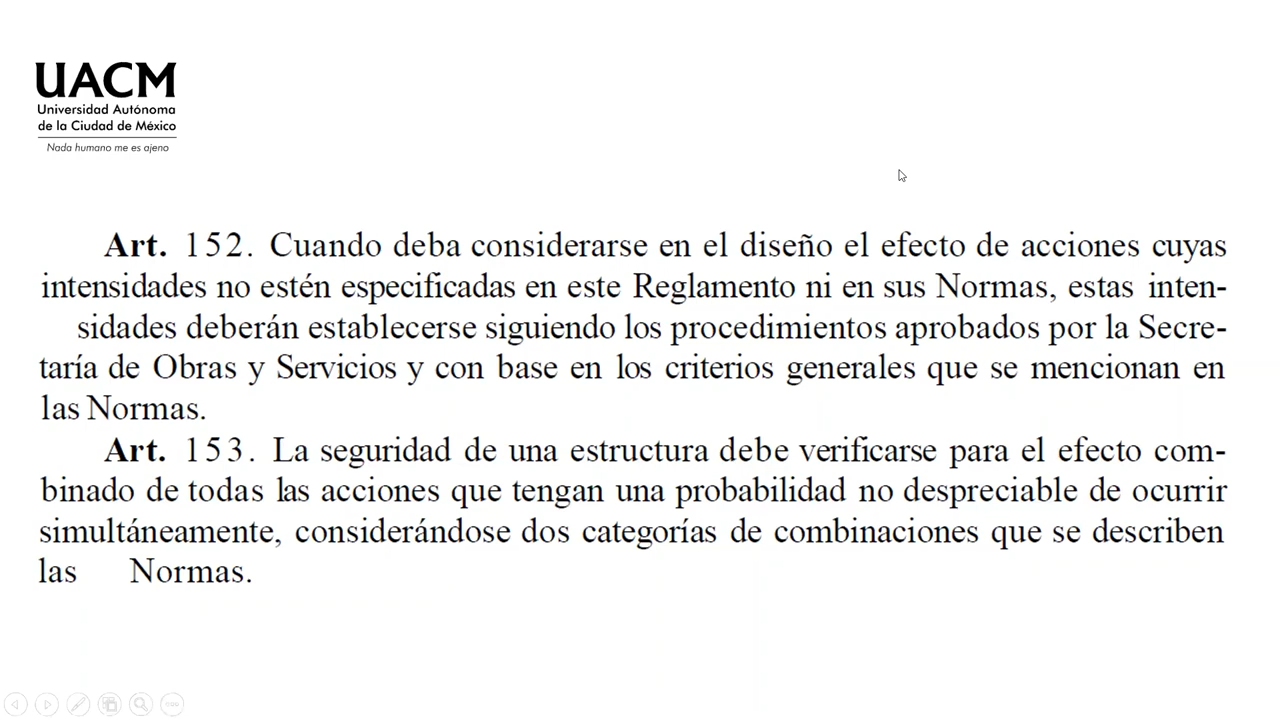 UACM
Universidad Autónoma
de la Ciudad de México
Nada humano me es ajeno
Art. 152. Cuando deba considerarse en el diseño el efecto de acciones cuyas
intensidades no estén especificadas en este Reglamento ni en sus Normas, estas inten-
sidades deberán establecerse siguiendo los procedimientos aprobados por la Secre-
taría de Obras y Servicios y con base en los criterios generales que se mencionan en
las Normas.
Art. 153. La seguridad de una estructura debe verificarse para el efecto com-
binado de todas las acciones que tengan una probabilidad no despreciable de ocurrir
simultáneamente, considerándose dos categorías de combinaciones que se describen
las Normas.